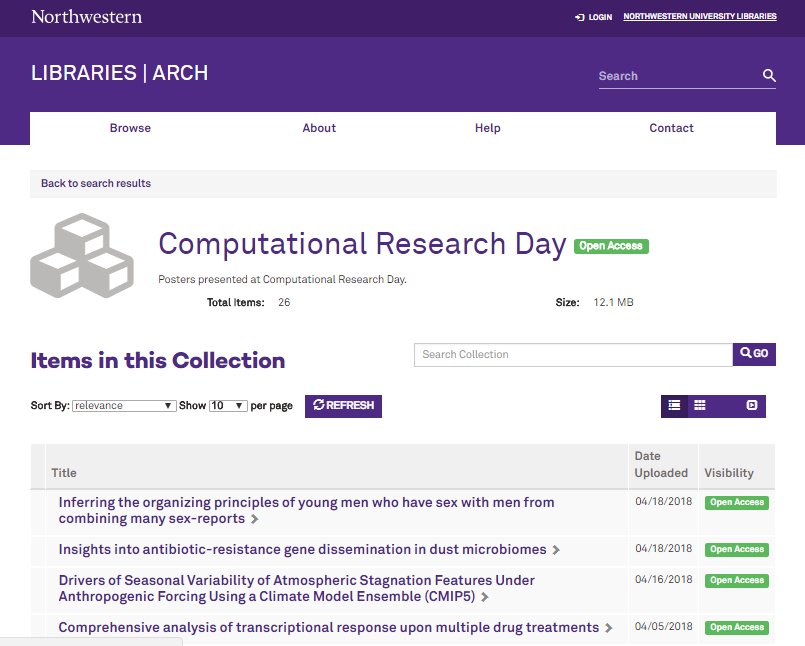 Northwestern
LOGIN
NORTHWESTERN UNIVERSITY LIBRARIES
LIBRARIES | ARCH
Search
Browse
About
Help
Contact
Back to search results
Computational Research Day Open Access
Posters presented at Computational Research Day.
Total Items: 26
Size: 12.1 MB
Items in this Collection
Search Collection
GO
Sort By: relevance Show 10 per page
REFRESH
Title
Date Uploaded
Visibility
Inferring the organizing principles of young men who have sex with men from
combining many sex-reports
04/18/2018
Open Access
Insights into antibiotic-resistance gene dissemination in dust microbiomes
04/18/2018
Open Access
Drivers of Seasonal Variability of Atmospheric Stagnation Features Under
Anthropogenic Forcing Using a Climate Model Ensemble (CMIP5)
04/16/2018
Open Access
Comprehensive analysis of transcriptional response upon multiple drug treatments
04/05/2018
Open Access